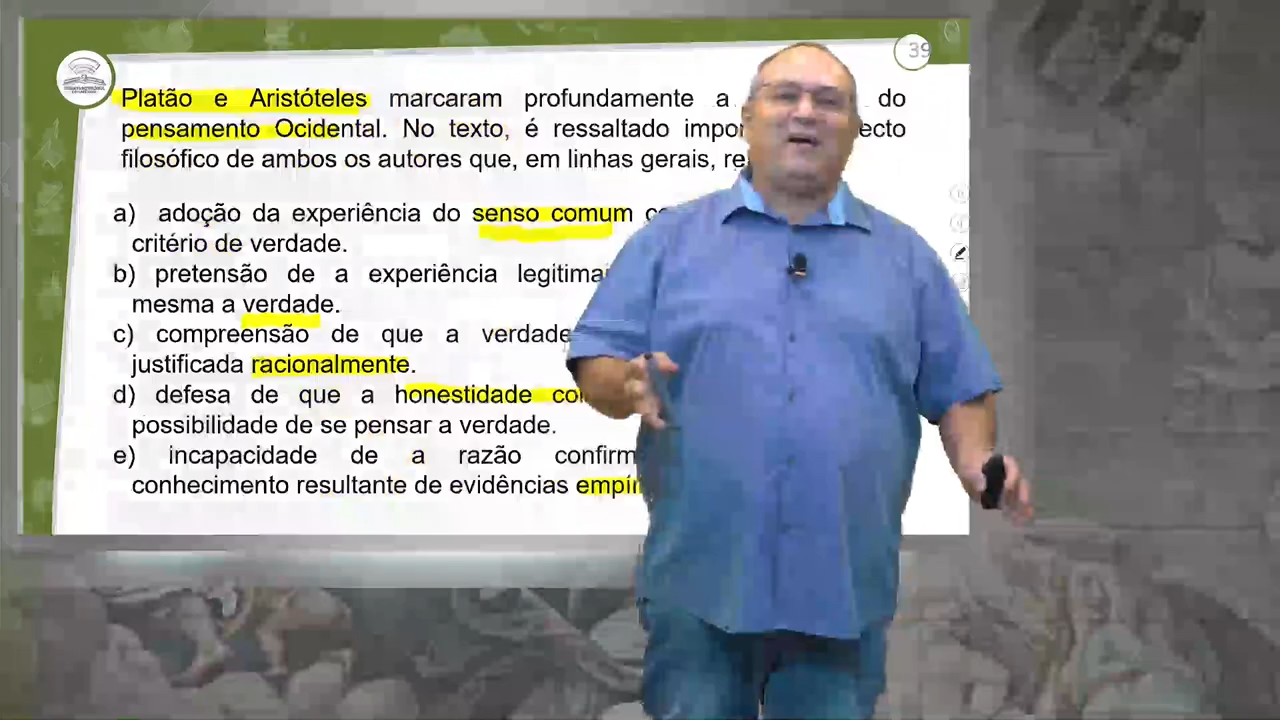 39
Platão e Aristóteles marcaram profundamente a do
pensamento Ocidental. No texto, é ressaltado
filosófico de ambos os autores que, em linhas gerais,
a) adoção da experiência do senso comum
critério de verdade.
b) pretensão de a experiência
mesma a verdade.
c) compreensão de que a verdade
justificada racionalmente.
d) defesa de que a honestidade
possibilidade de se pensar a verdade.
e) incapacidade de a razão
conhecimento resultante de evidências